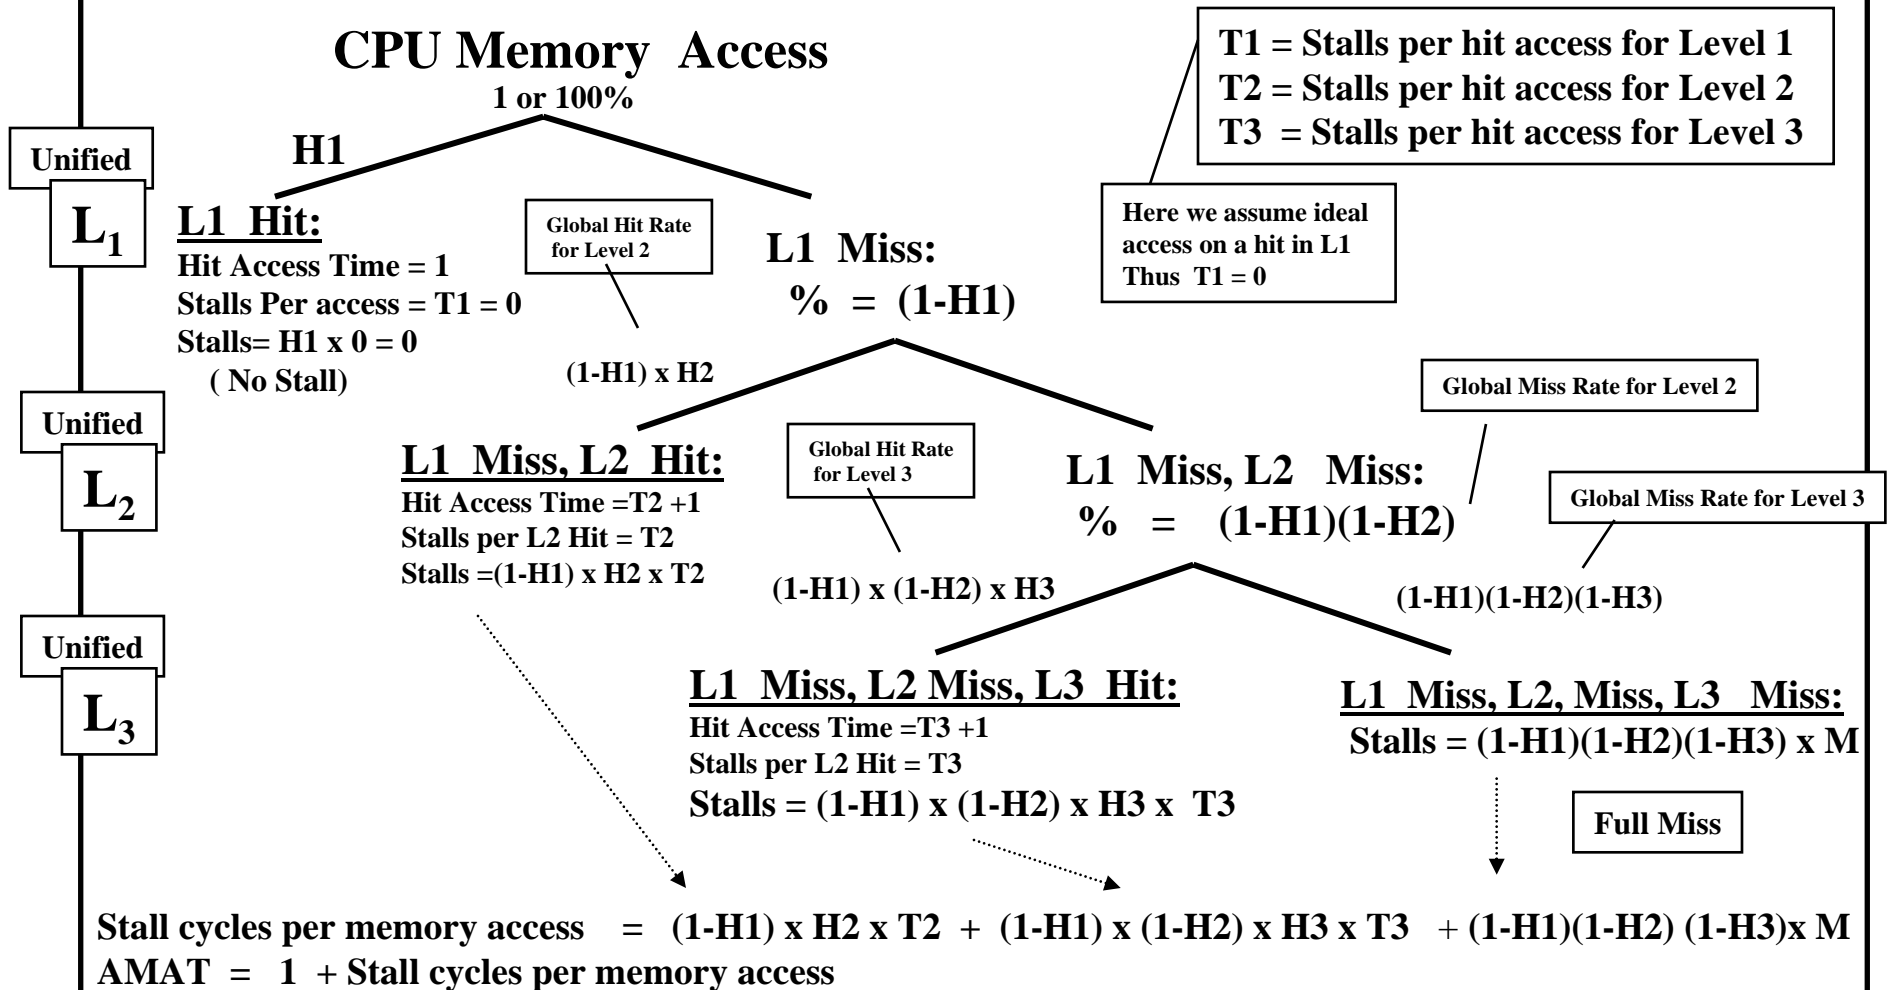 CPU Memory Access
1 or 100%
T1 = Stalls per hit access for Level 1
T2 = Stalls per hit access for Level 2
T3 = Stalls per hit access for Level 3
Here we assume ideal
access on a hit in L1
Thus T1 = 0
Unified
L1
H1
L1 Hit:
Hit Access Time = 1
Stalls Per access = T1 = 0
Stalls= H1 x 0 = 0
( No Stall)
Global Hit Rate
for Level 2
(1-H1) x H2
L1 Miss:
% = (1-H1)
Unified
L2
L1 Miss, L2 Hit:
Hit Access Time =T2 +1
Stalls per L2 Hit = T2
Stalls =(1-H1) x H2 x T2
Global Hit Rate
for Level 3
(1-H1) x (1-H2) x H3
L1 Miss, L2 Miss:
% = (1-H1)(1-H2)
Global Miss Rate for Level 2
Global Miss Rate for Level 3
(1-H1)(1-H2)(1-H3)
Unified
L3
L1 Miss, L2 Miss, L3 Hit:
Hit Access Time =T3 +1
Stalls per L2 Hit = T3
Stalls = (1-H1) x (1-H2) x H3 x T3
L1 Miss, L2, Miss, L3 Miss:
Stalls = (1-H1)(1-H2)(1-H3) x M
Full Miss
Stall cycles per memory access = (1-H1) x H2 x T2 + (1-H1) x (1-H2) x H3 x T3 + (1-H1)(1-H2) (1-H3)x M
AMAT = 1 + Stall cycles per memory access